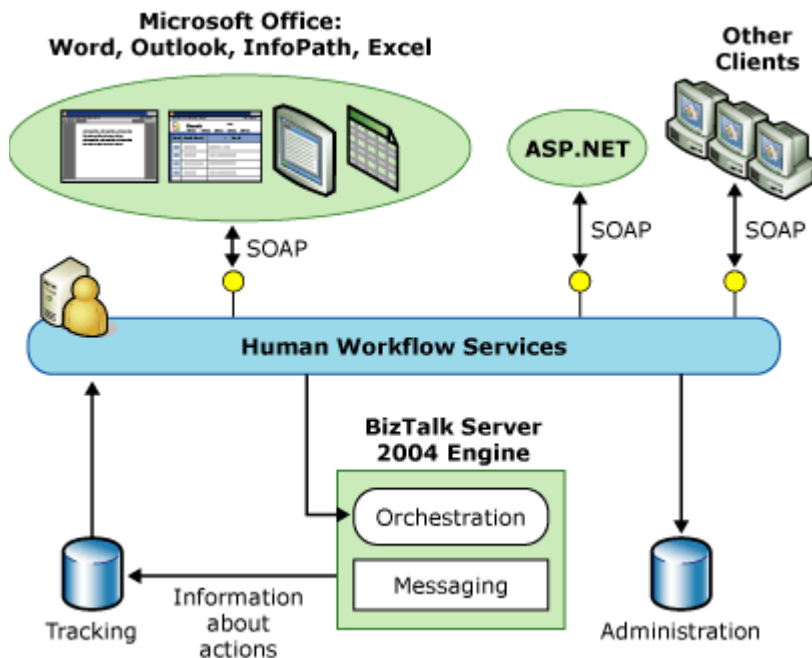 Microsoft Office:
Word, Outlook, InfoPath, Excel
Other
Clients
ASP.NET
SOAP
SOAP
SOAP
Human Workflow Services
BizTalk Server
2004 Engine
Orchestration
Messaging
Information
about
actions
Tracking
Administration